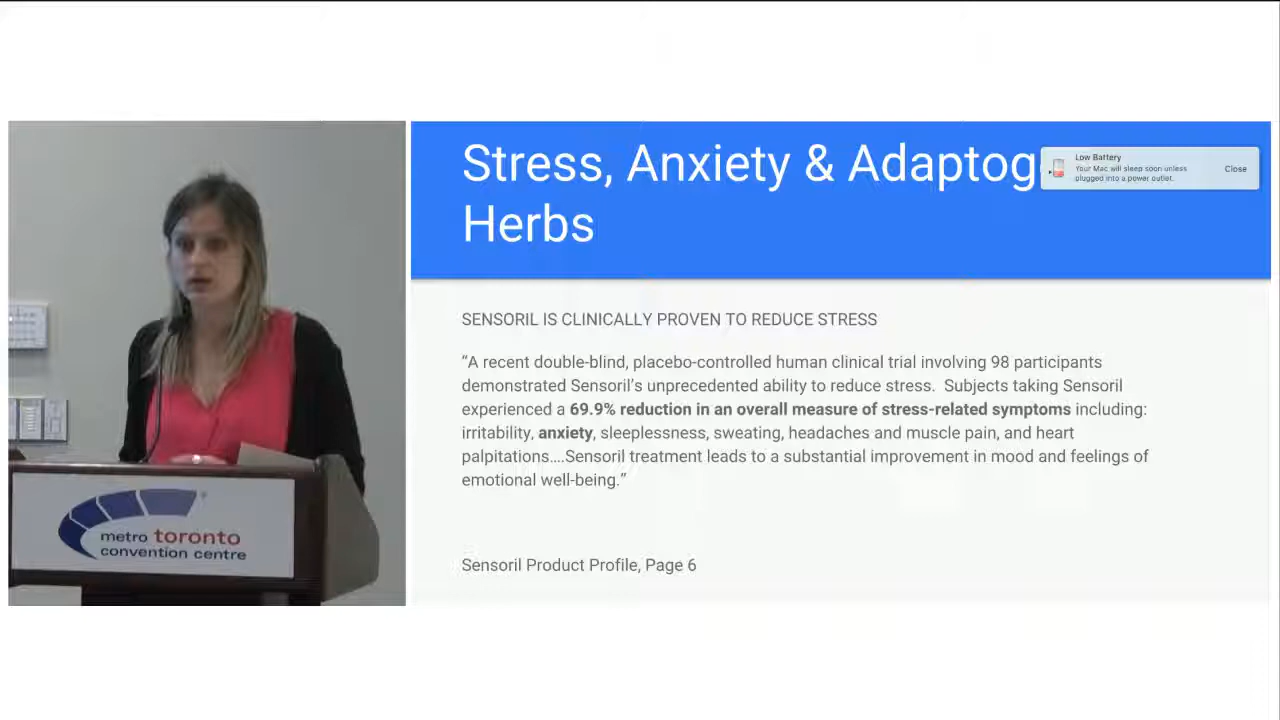 Stress, Anxiety & Adaptog
Herbs
Low Battery
Your Mac will sleep soon unless
plugged into a power outlet.
Close
SENSORIL IS CLINICALLY PROVEN TO REDUCE STRESS
“A recent double-blind, placebo-controlled human clinical trial involving 98 participants
demonstrated Sensoril’s unprecedented ability to reduce stress.  Subjects taking Sensoril
experienced a 69.9% reduction in an overall measure of stress-related symptoms including:
irritability, anxiety, sleeplessness, sweating, headaches and muscle pain, and heart
palpitations....Sensoril treatment leads to a substantial improvement in mood and feelings of
emotional well-being.”
Sensoril Product Profile, Page 6
metro toronto
convention centre